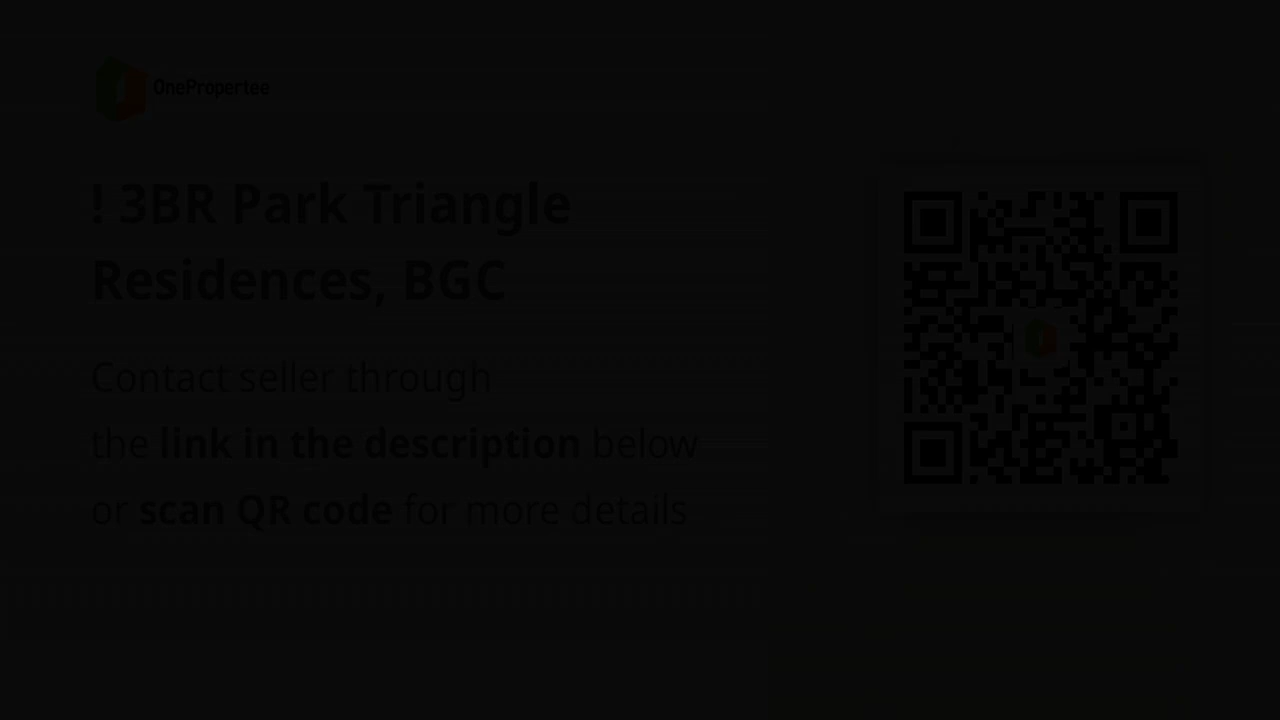 OnePropertee
! 3BR Park Triangle
Residences, BGC
Contact seller through
the link in the description below
or scan QR code for more details